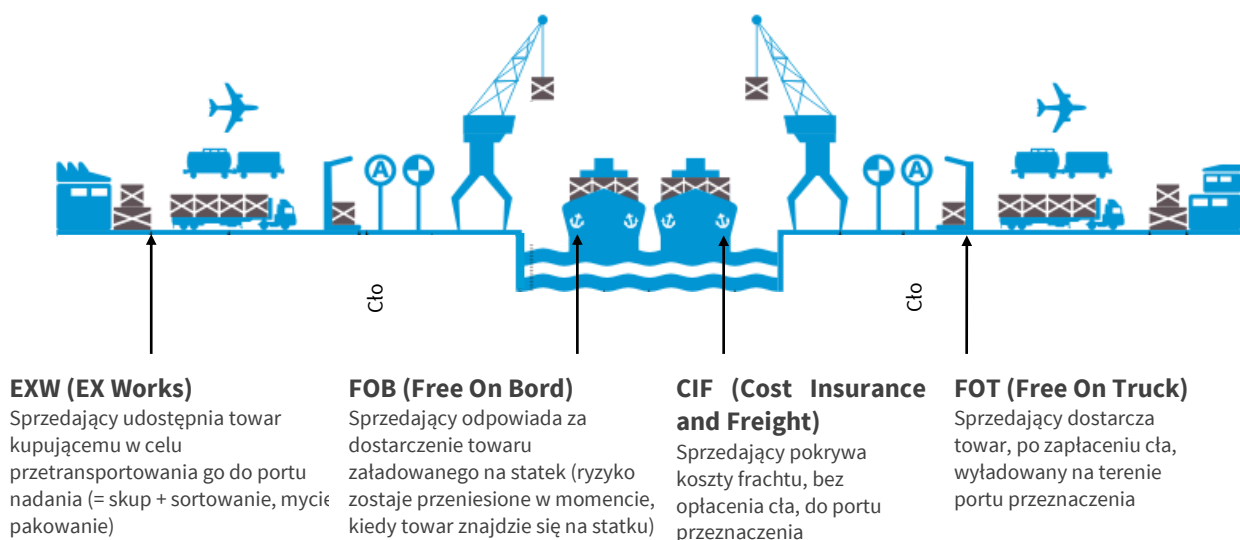 A
A
Cło
Cło
EXW (EX Works)
Sprzedający udostępnia towar
kupującemu w celu
przetransportowania go do portu
nadania (= skup + sortowanie, mycie
pakowanie)
FOB (Free On Bord)
Sprzedający odpowiada za
dostarczenie towaru
załadowanego na statek (ryzyko
zostaje przeniesione w momencie,
kiedy towar znajdzie się na statku)
CIF (Cost Insurance
and Freight)
Sprzedający pokrywa
koszty frachtu, bez
opłacenia cła, do portu
przeznaczenia
FOT (Free On Truck)
Sprzedający dostarcza
towar, po zapłaceniu cła,
wyładowany na terenie
portu przeznaczenia